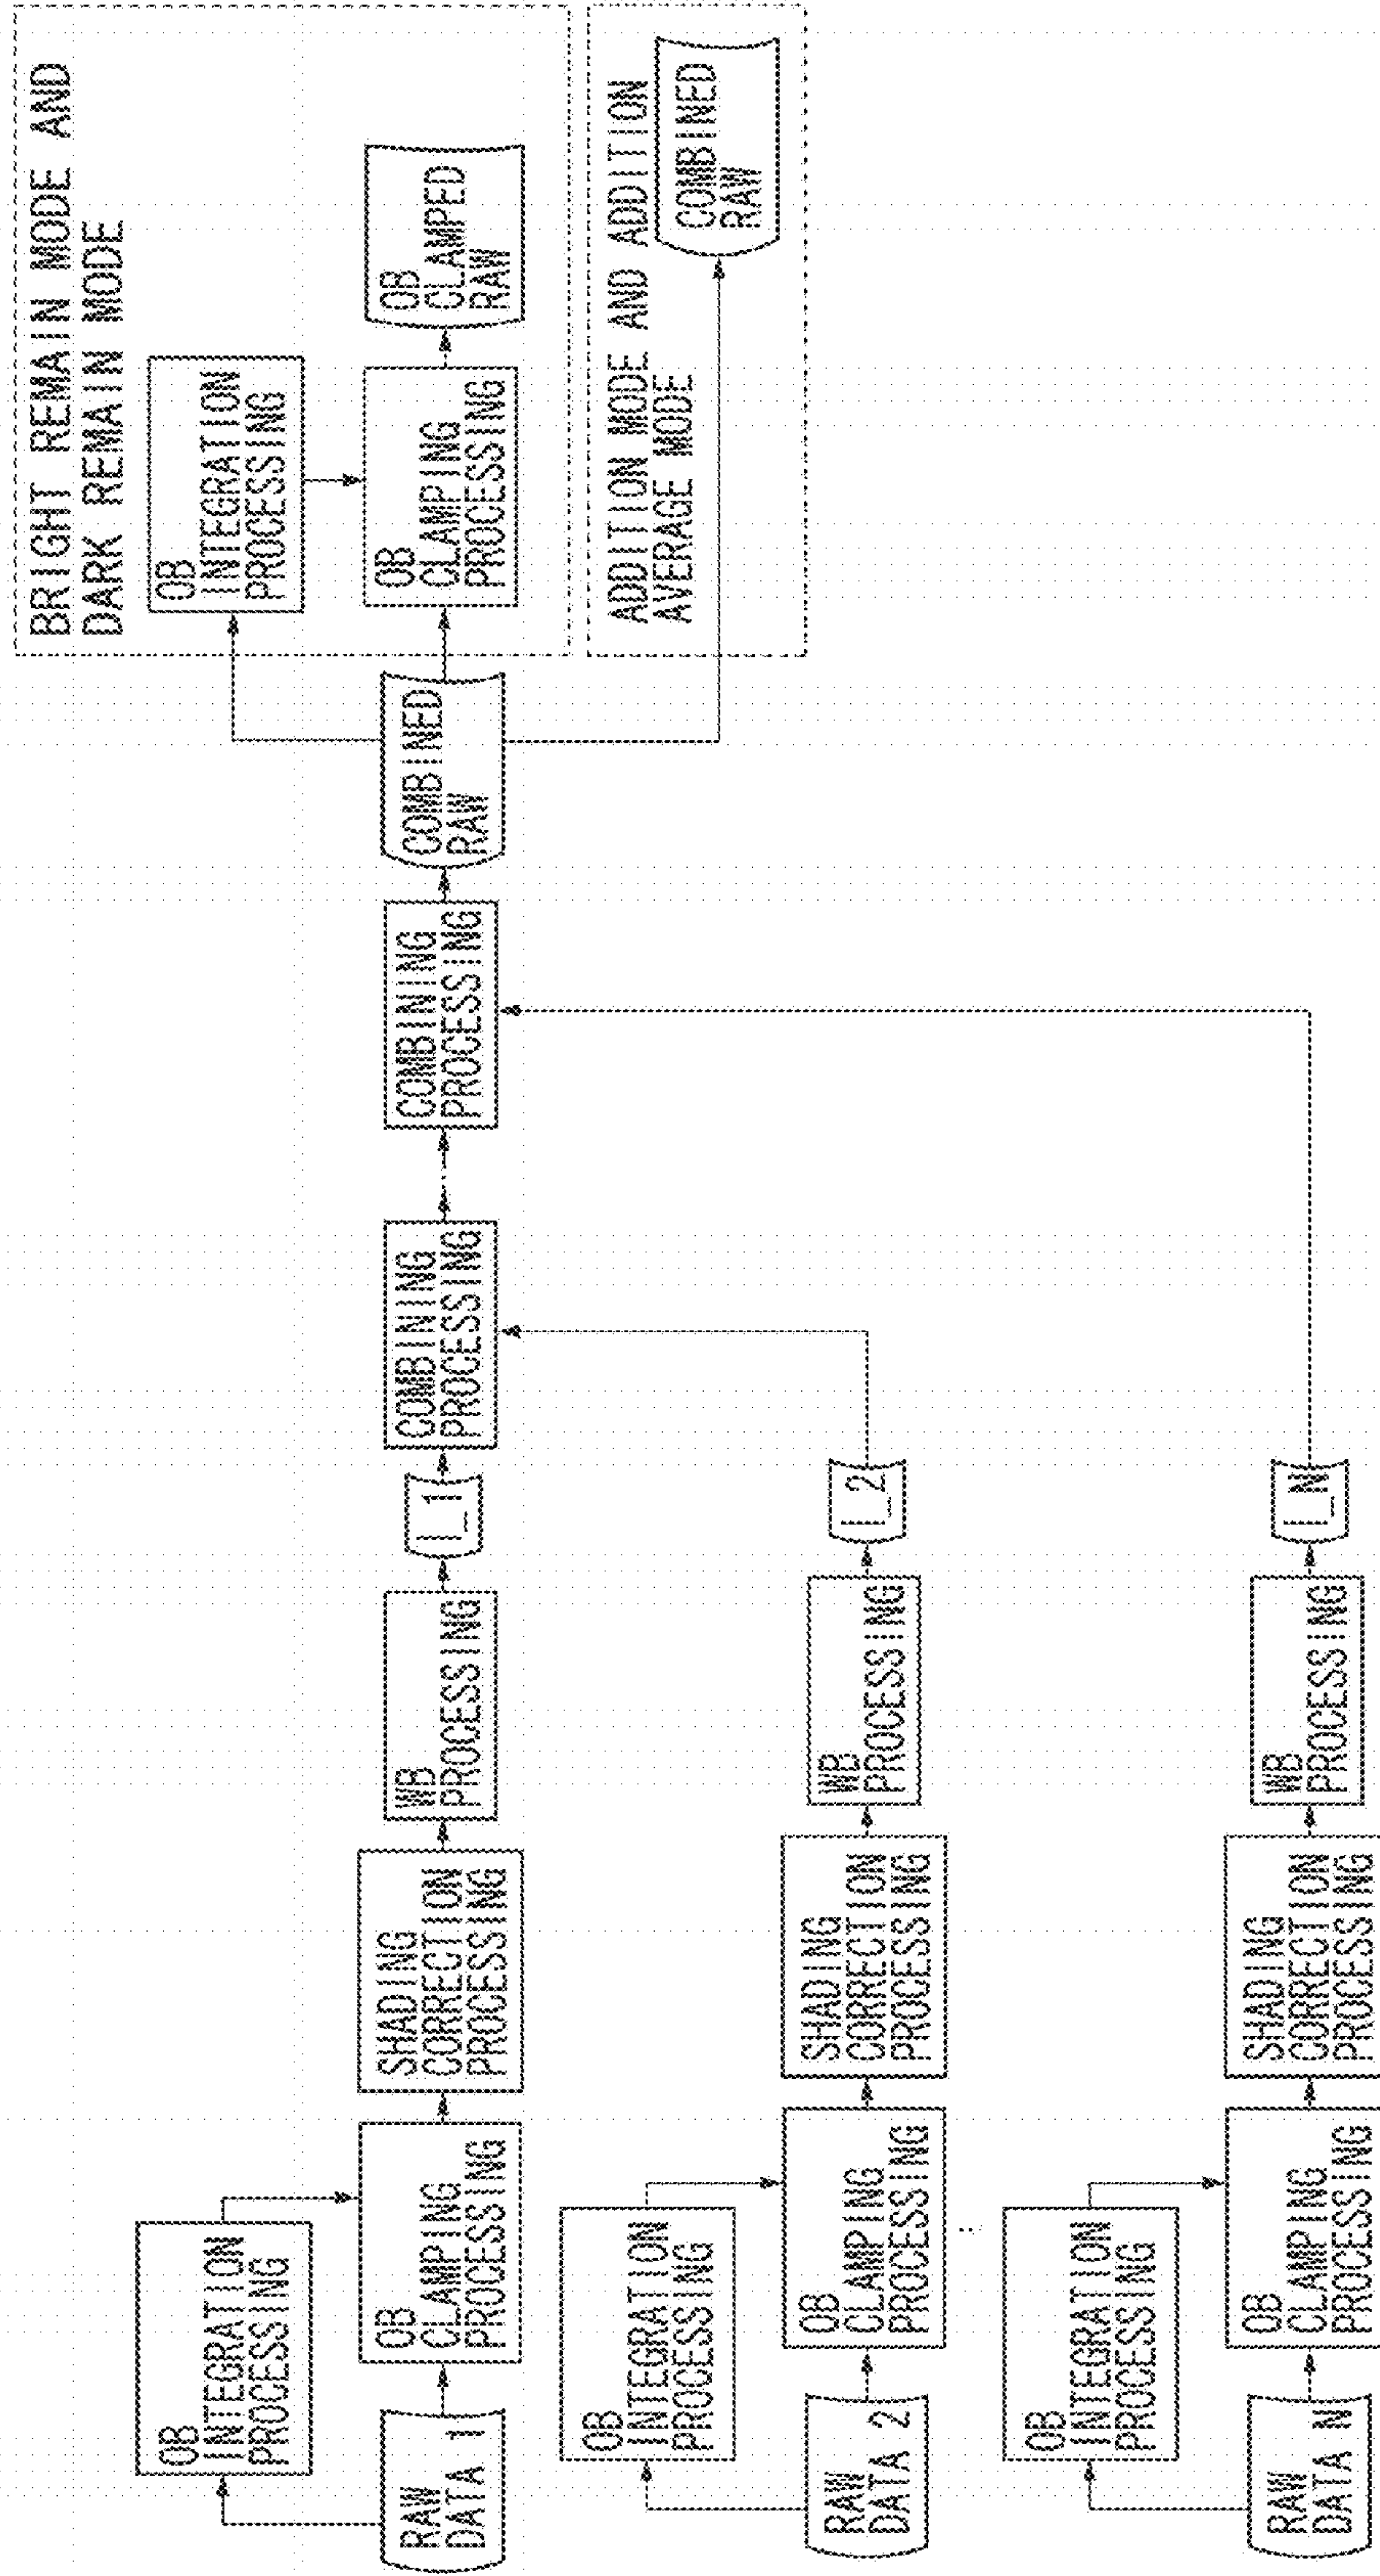 BRIGHT REMAIN MODE AND
DARK REMAIN MODE
OB
INTEGRATION
PROCESSING
OB
CLAMPING
PROCESSING
OB
CLAMPED
RAW
ADDITION MODE AND ADDITION
AVERAGE MODE
COMBINED
RAW
OB
INTEGRATION
PROCESSING
RAW
DATA 1
OB
CLAMPING
PROCESSING
SHADING
CORRECTION
PROCESSING
WB
PROCESSING
I_1
COMBINING
PROCESSING
...
COMBINING
PROCESSING
COMBINED
RAW
OB
INTEGRATION
PROCESSING
RAW
DATA 2
OB
CLAMPING
PROCESSING
SHADING
CORRECTION
PROCESSING
WB
PROCESSING
I_2
...
OB
INTEGRATION
PROCESSING
RAW
DATA N
OB
CLAMPING
PROCESSING
SHADING
CORRECTION
PROCESSING
WB
PROCESSING
I_N